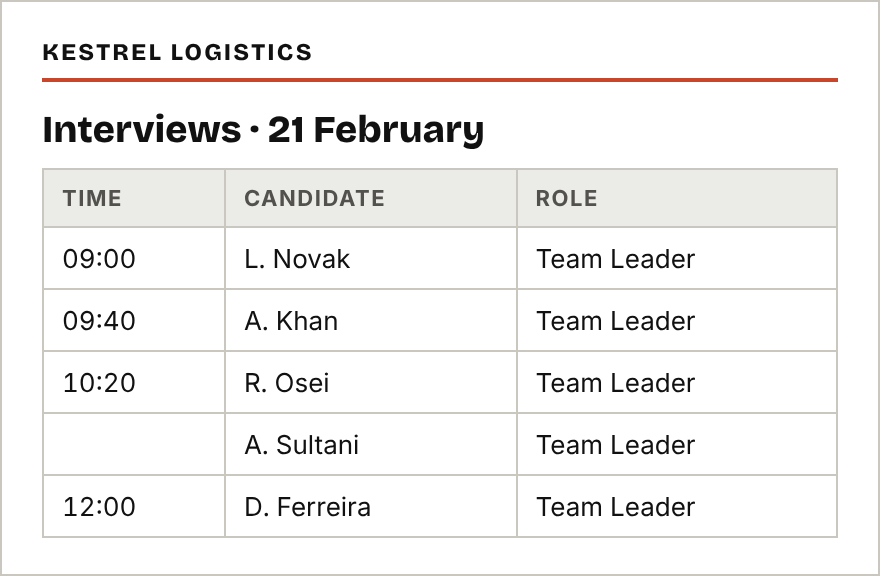 KESTREL LOGISTICS
Interviews · 21 February
TIME CANDIDATE ROLE
09:00 L. Novak Team Leader
09:40 A. Khan Team Leader
10:20 R. Osei Team Leader
A. Sultani Team Leader
12:00 D. Ferreira Team Leader